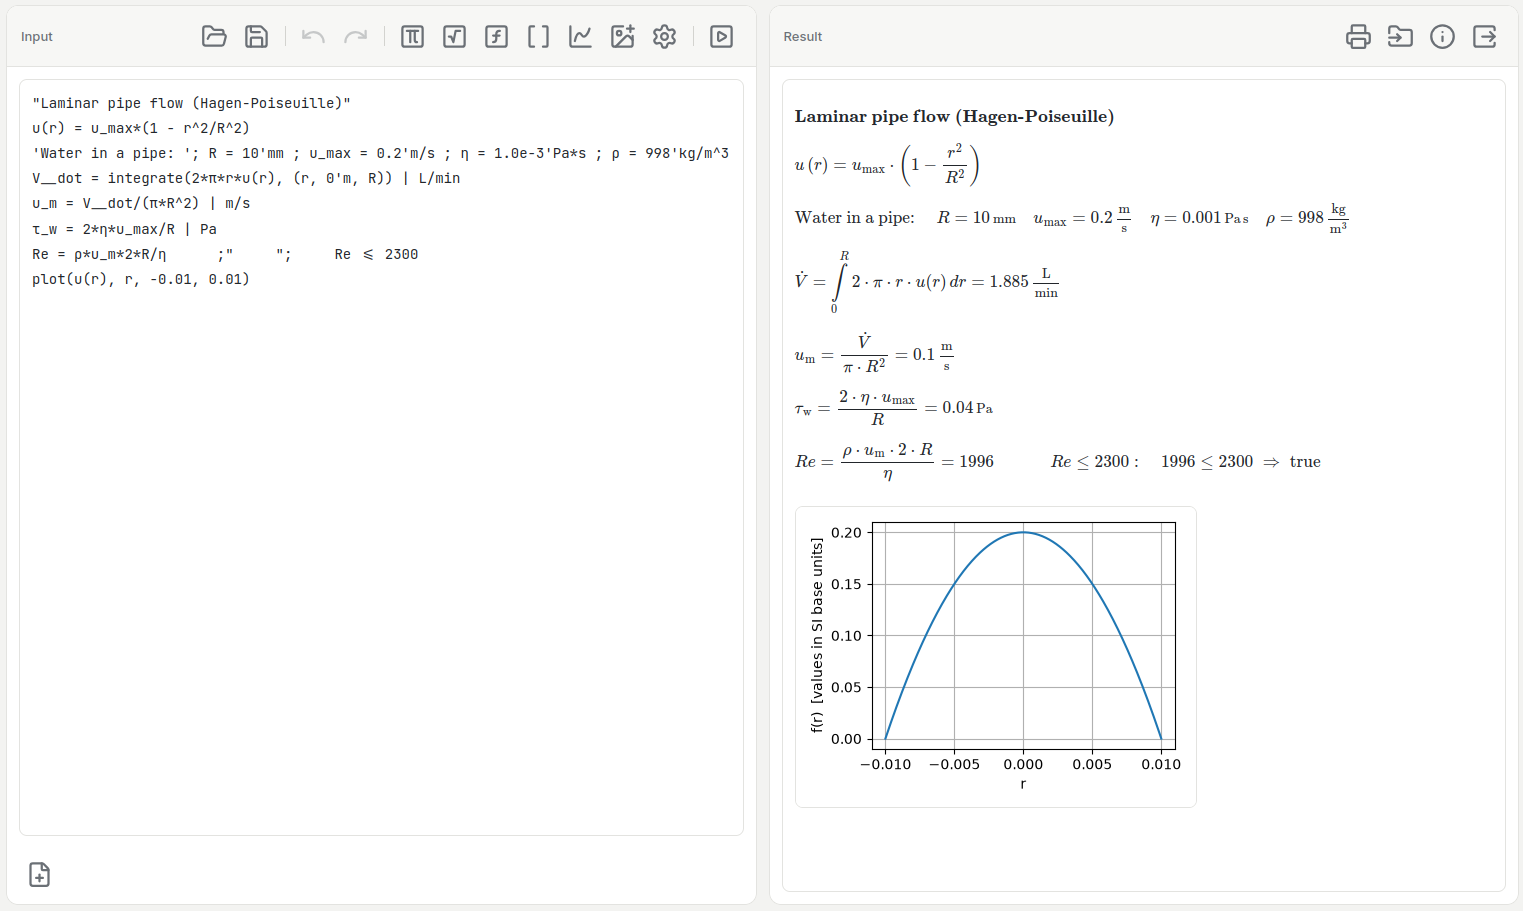 Input
"Laminar pipe flow (Hagen-Poiseuille)"
u(r) = u_max*(1 - r^2/R^2)
'Water in a pipe: '; R = 10'mm ; u_max = 0.2'm/s ; η = 1.0e-3'Pa*s ; ρ = 998'kg/m^3
V__dot = integrate(2*π*r*u(r), (r, 0'm, R)) | L/min
u_m = V__dot/(π*R^2) | m/s
τ_w = 2*η*u_max/R | Pa
Re = ρ*u_m*2*R/η      ;"     ";     Re ≤ 2300
plot(u(r), r, -0.01, 0.01)
Result
Laminar pipe flow (Hagen-Poiseuille)
u (r) = u_max · (1 − r²/R²)
Water in a pipe: R = 10 mm u_max = 0.2 m/s η = 0.001 Pa s ρ = 998 kg/m³
V̇ = ∫₀ᴿ 2 · π · r · u(r) dr = 1.885 L/min
u_m = V̇/(π · R²) = 0.1 m/s
τ_w = (2 · η · u_max)/R = 0.04 Pa
Re = (ρ · u_m · 2 · R)/η = 1996 Re ≤ 2300 : 1996 ≤ 2300 ⇒ true
f(r) [values in SI base units]
0.20
0.15
0.10
0.05
0.00
−0.010 −0.005 0.000 0.005 0.010
r